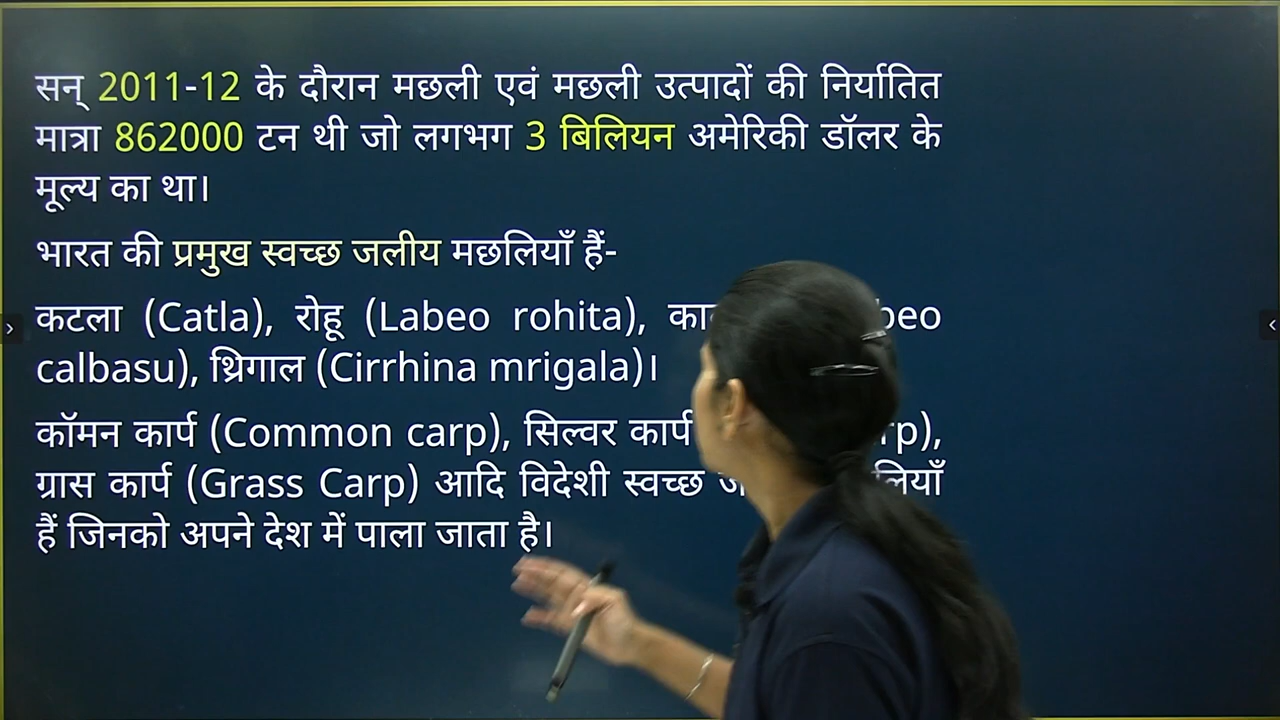 सन् 2011-12 के दौरान मछली एवं मछली उत्पादों की निर्यातित
मात्रा 862000 टन थी जो लगभग 3 बिलियन अमेरिकी डॉलर के
मूल्य का था।
भारत की प्रमुख स्वच्छ जलीय मछलियाँ हैं-
कटला (Catla), रोहू (Labeo rohita),
calbasu), थ्रिगाल (Cirrhina mrigala)।
कॉमन कार्प (Common carp), सिल्वर कार्प
ग्रास कार्प (Grass Carp) आदि विदेशी स्वच्छ
हैं जिनको अपने देश में पाला जाता है।